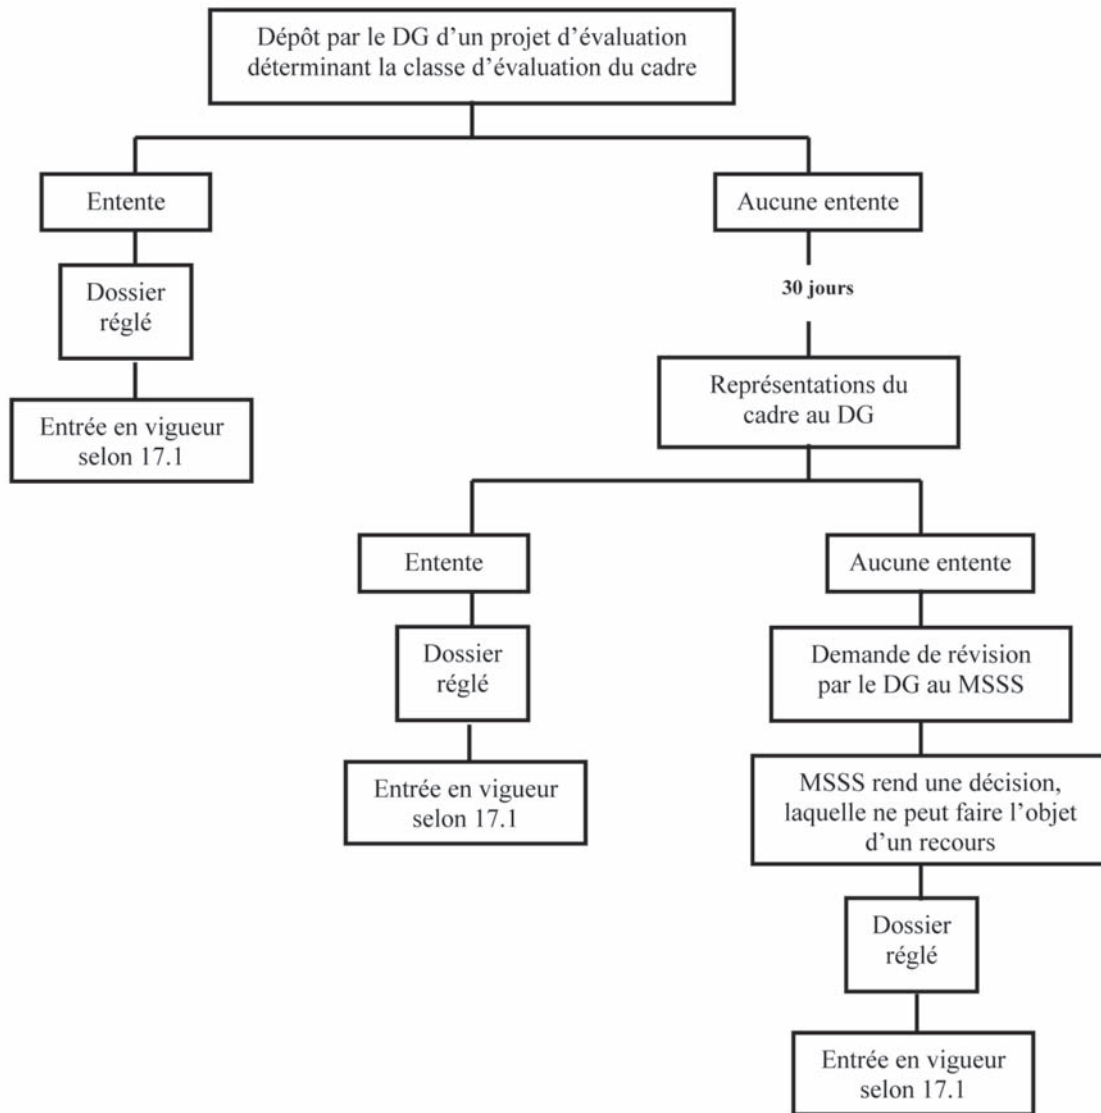 Dépôt par le DG d’un projet d’évaluation
déterminant la classe d’évaluation du cadre
Entente
Aucune entente
Dossier
réglé
30 jours
Entrée en vigueur
selon 17.1
Représentations du
cadre au DG
Entente
Aucune entente
Dossier
réglé
Demande de révision
par le DG au MSSS
Entrée en vigueur
selon 17.1
MSSS rend une décision,
laquelle ne peut faire l’objet
d’un recours
Dossier
réglé
Entrée en vigueur
selon 17.1